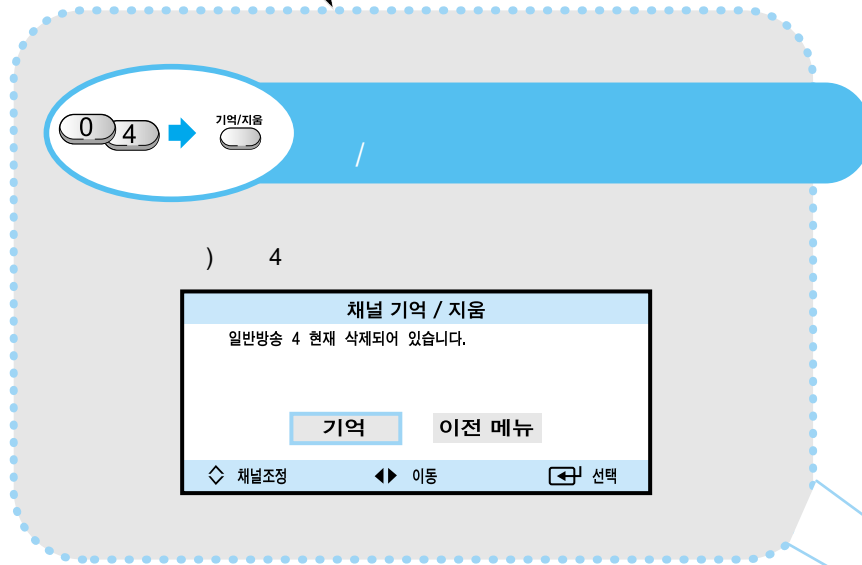 기억/지움
0 4
/
) 4
채널 기억 / 지움
일반방송 4 현재 삭제되어 있습니다.
기억 이전 메뉴
채널조정 이동 선택